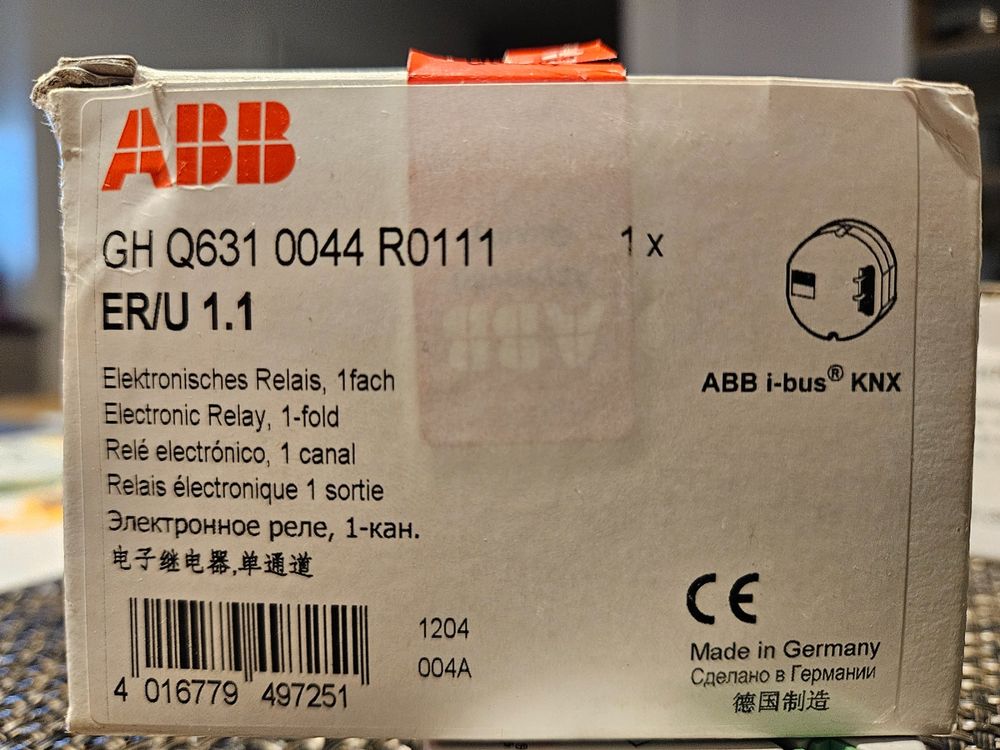 ABB
GH Q631 0044 R0111
1 x
ER/U 1.1
Elektronisches Relais, 1fach
Electronic Relay, 1-fold
Relé electrónico, 1 canal
Relais électronique 1 sortie
Электронное реле, 1-кан.
电子继电器,单通道
ABB i-bus® KNX
4 016779 497251
1204
004A
CE
Made in Germany
Сделано в Германии
德国制造